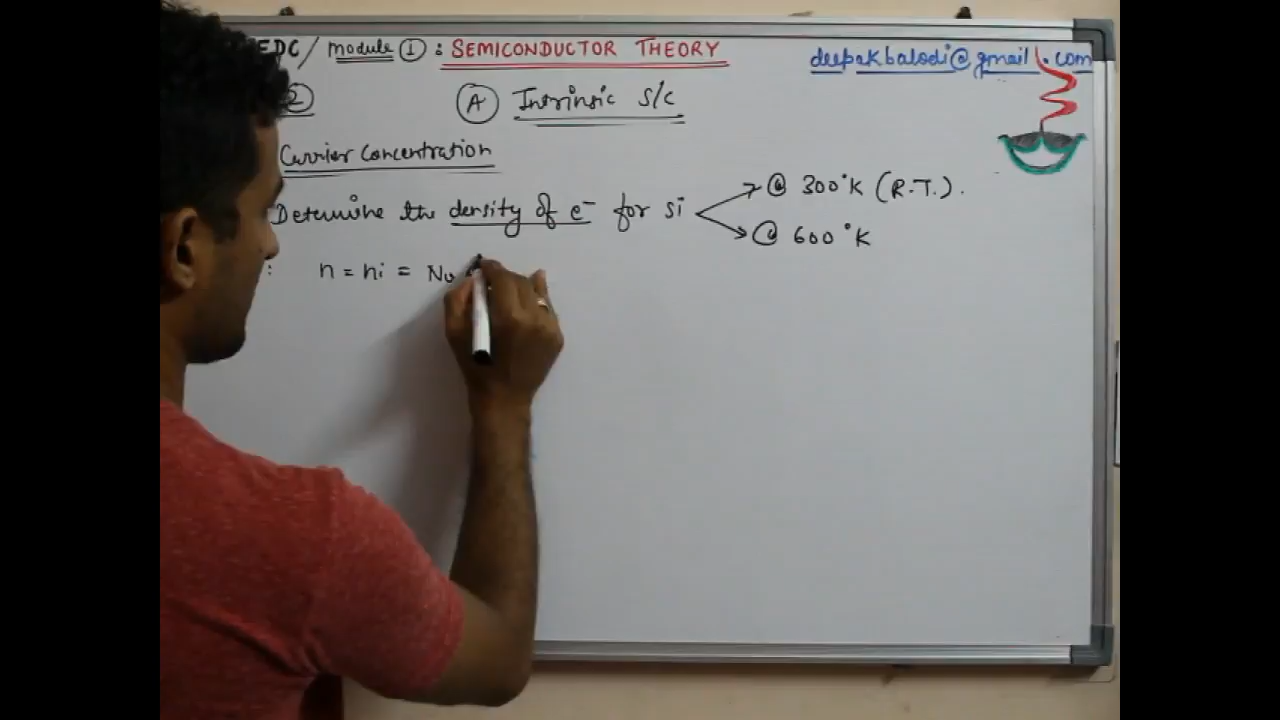 EDC/ Module ① : SEMICONDUCTOR THEORY
deepakbalodi@gmail.com
② Ⓐ Intrinsic S/C
Carrier Concentration
Determine the density of e⁻ for Si
@ 300°K (R.T.).
@ 600°K
: n = ni =